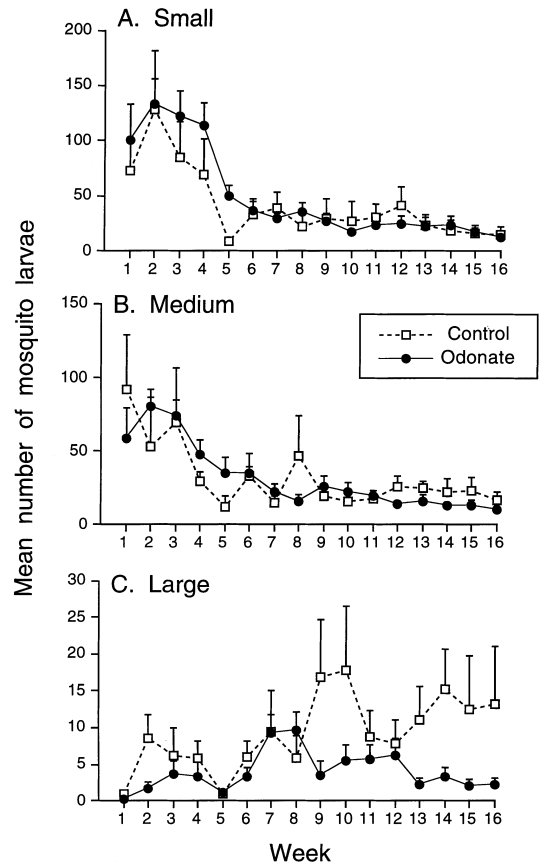 A. Small
200
150
100
50
0
1 2 3 4 5 6 7 8 9 10 11 12 13 14 15 16
Mean number of mosquito larvae
B. Medium
150
100
50
0
1 2 3 4 5 6 7 8 9 10 11 12 13 14 15 16
Control
Odonate
C. Large
30
25
20
15
10
5
0
1 2 3 4 5 6 7 8 9 10 11 12 13 14 15 16
Week